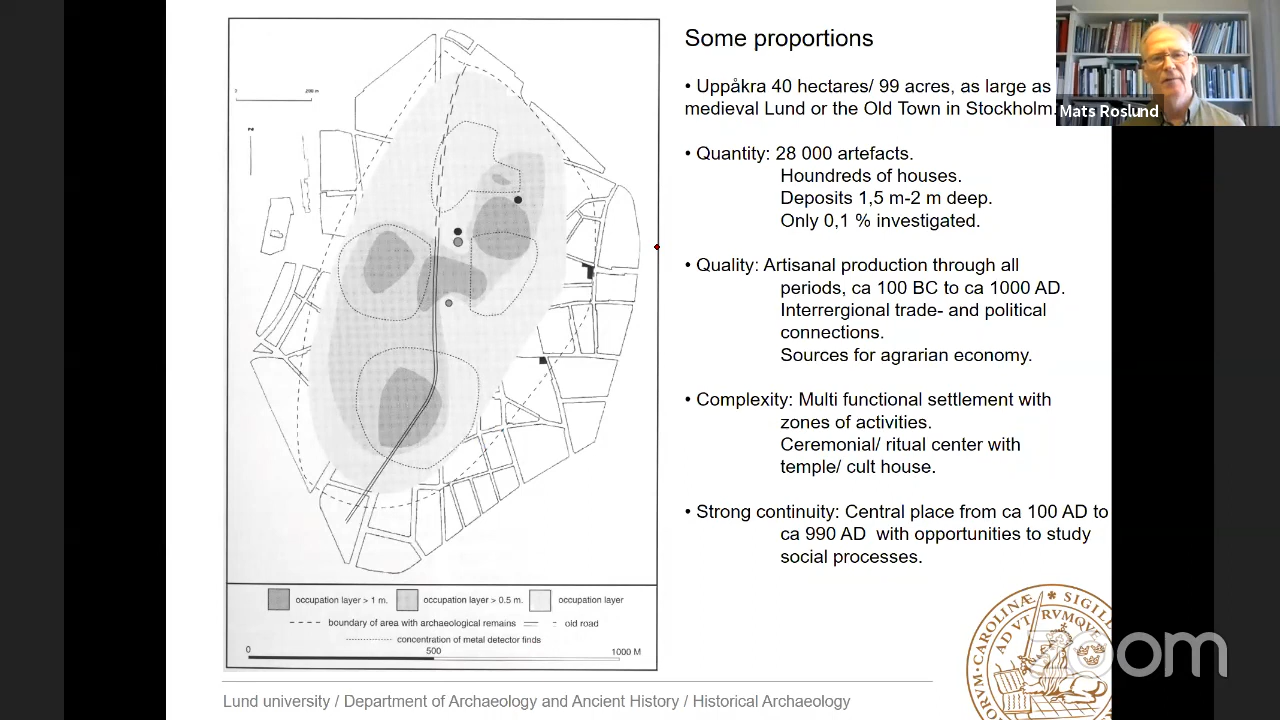 Some proportions
• Uppåkra 40 hectares/ 99 acres, as large as
medieval Lund or the Old Town in Stockholm.
• Quantity: 28 000 artefacts.
Houndreds of houses.
Deposits 1,5 m-2 m deep.
Only 0,1 % investigated.
• Quality: Artisanal production through all
periods, ca 100 BC to ca 1000 AD.
Interrergional trade- and political
connections.
Sources for agrarian economy.
• Complexity: Multi functional settlement with
zones of activities.
Ceremonial/ ritual center with
temple/ cult house.
• Strong continuity: Central place from ca 100 AD to
ca 990 AD with opportunities to study
social processes.
Mats Roslund
occupation layer > 1 m.
occupation layer > 0.5 m.
occupation layer
boundary of area with archaeological remains
old road
concentration of metal detector finds
0 500 1000 M
Lund university / Department of Archaeology and Ancient History / Historical Archaeology
CAROLINÆ * SIGILL
AD VTRVMQVE
zoom